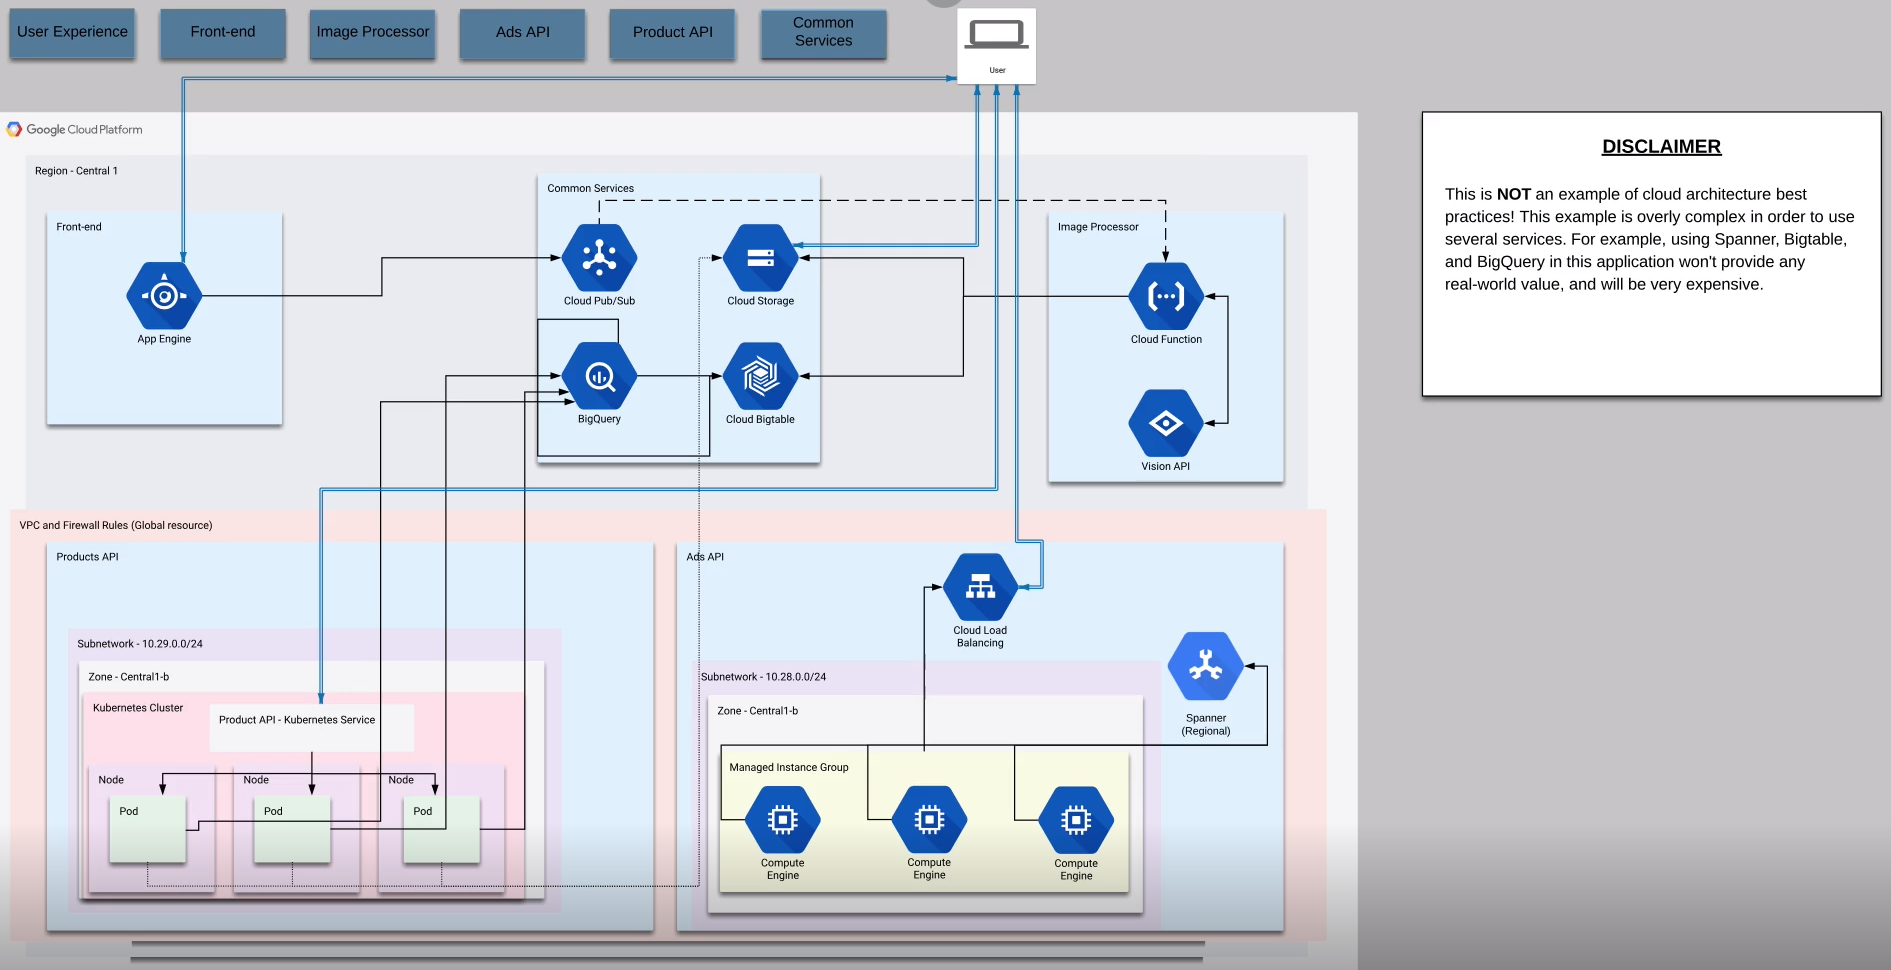 User Experience
Front-end
Image Processor
Ads API
Product API
Common
Services
User
Google Cloud Platform
DISCLAIMER
This is NOT an example of cloud architecture best
practices! This example is overly complex in order to use
several services. For example, using Spanner, Bigtable,
and BigQuery in this application won't provide any
real-world value, and will be very expensive.
Region - Central 1
Front-end
App Engine
Common Services
Cloud Pub/Sub
Cloud Storage
BigQuery
Cloud Bigtable
Image Processor
Cloud Function
Vision API
VPC and Firewall Rules (Global resource)
Products API
Subnetwork - 10.29.0.0/24
Zone - Central1-b
Kubernetes Cluster
Product API - Kubernetes Service
Node
Node
Node
Pod
Pod
Pod
Ads API
Cloud Load
Balancing
Subnetwork - 10.28.0.0/24
Zone - Central1-b
Spanner
(Regional)
Managed Instance Group
Compute
Engine
Compute
Engine
Compute
Engine